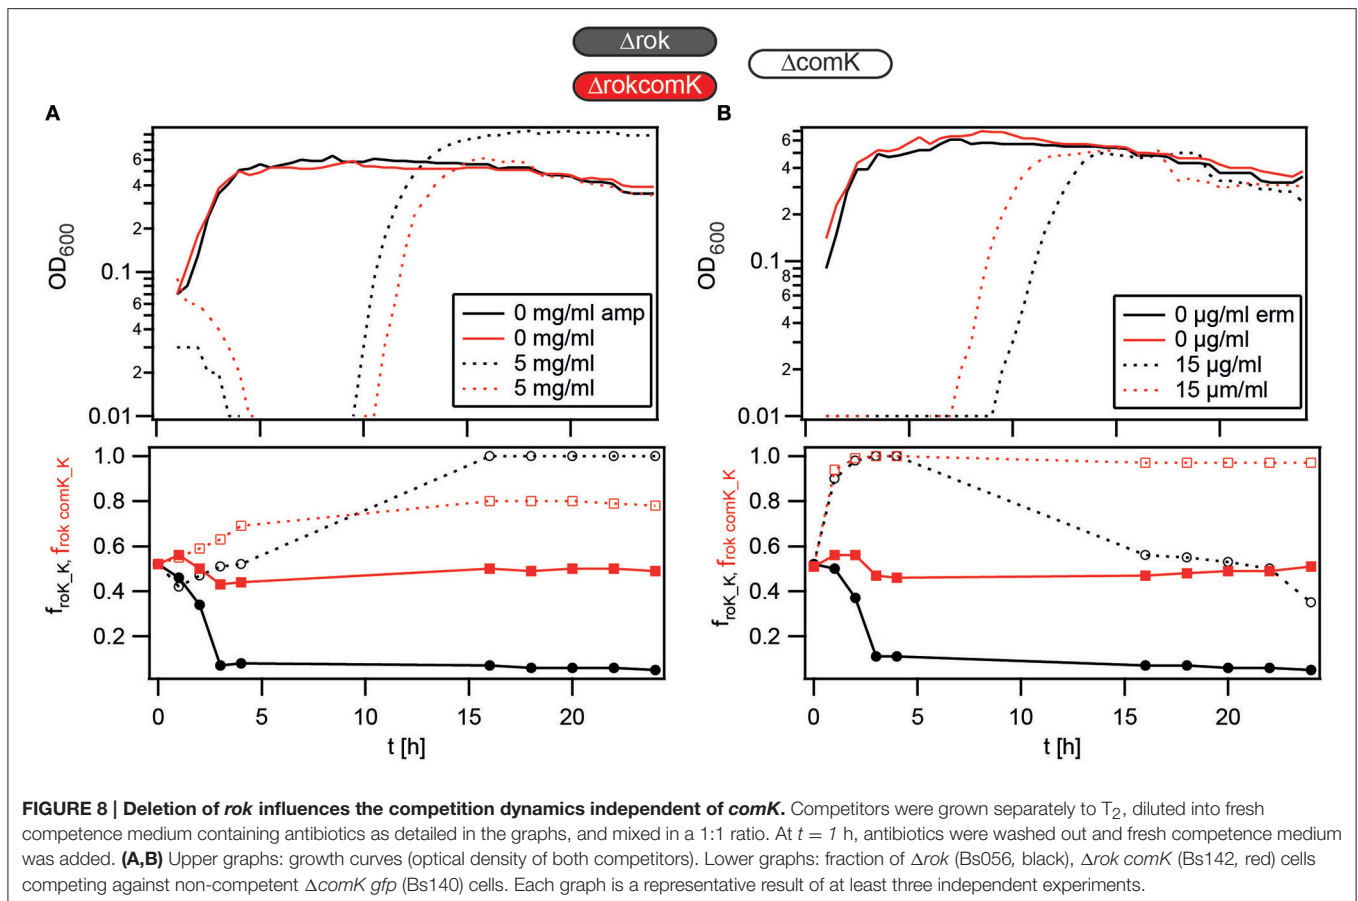 Δrok
ΔrokcomK
ΔcomK
A
B
6
4
2
0.1
8
6
4
2
0.01
OD600
0 mg/ml amp
0 mg/ml
5 mg/ml
5 mg/ml
6
4
2
0.1
8
6
4
2
0.01
OD600
0 µg/ml erm
0 µg/ml
15 µg/ml
15 µm/ml
1.0
0.8
0.6
0.4
0.2
froK_K, frok comK_K
0 5 10 15 20
t [h]
1.0
0.8
0.6
0.4
0.2
froK_K, frok comK_K
0 5 10 15 20
t [h]
FIGURE 8 | Deletion of rok influences the competition dynamics independent of comK. Competitors were grown separately to T2, diluted into fresh
competence medium containing antibiotics as detailed in the graphs, and mixed in a 1:1 ratio. At t = 1 h, antibiotics were washed out and fresh competence medium
was added. (A,B) Upper graphs: growth curves (optical density of both competitors). Lower graphs: fraction of Δrok (Bs056, black), Δrok comK (Bs142, red) cells
competing against non-competent ΔcomK gfp (Bs140) cells. Each graph is a representative result of at least three independent experiments.